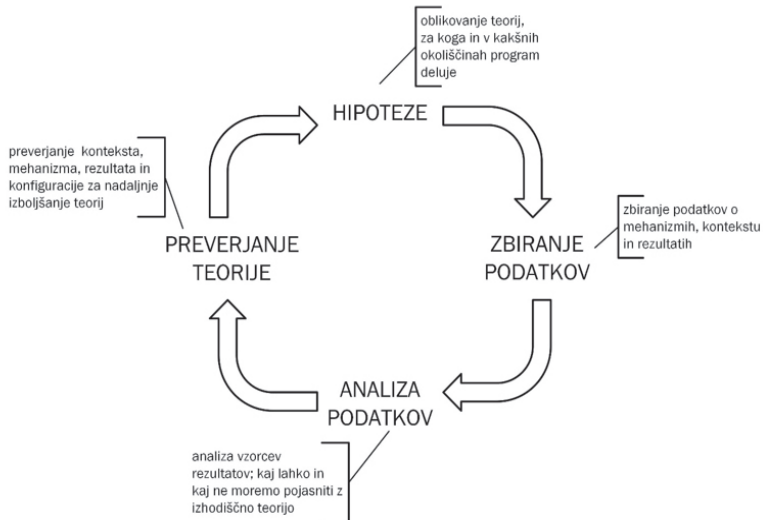 oblikovanje teorij,
za koga in v kakšnih
okoliščinah program
deluje
HIPOTEZE
preverjanje konteksta,
mehanizma, rezultata in
konfiguracije za nadaljnje
izboljšanje teorij
PREVERJANJE
TEORIJE
zbiranje podatkov o
mehanizmih, kontekstu
in rezultatih
ZBIRANJE
PODATKOV
ANALIZA
PODATKOV
analiza vzorcev
rezultatov; kaj lahko in
kaj ne moremo pojasniti z
izhodiščno teorijo